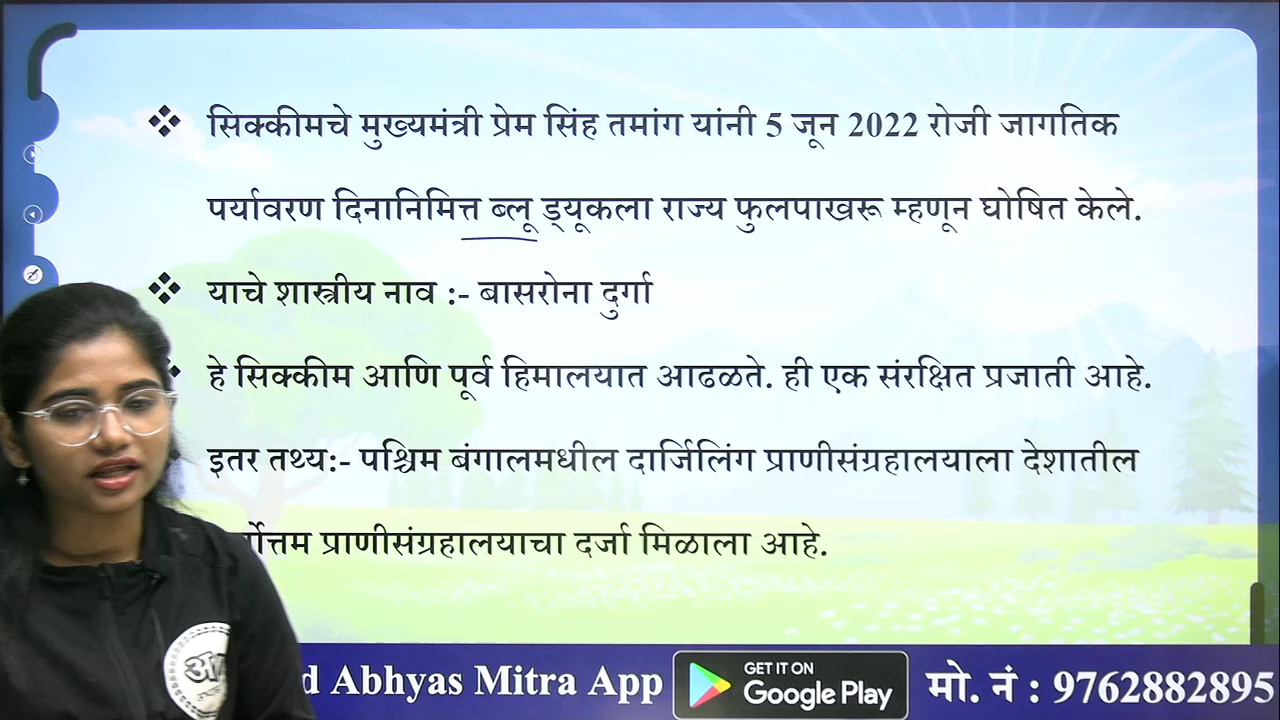 सिक्कीमचे मुख्यमंत्री प्रेम सिंह तमांग यांनी 5 जून 2022 रोजी जागतिक
पर्यावरण दिनानिमित्त ब्लू ड्यूकला राज्य फुलपाखरू म्हणून घोषित केले.
याचे शास्त्रीय नाव :- बासरोना दुर्गा
हे सिक्कीम आणि पूर्व हिमालयात आढळते. ही एक संरक्षित प्रजाती आहे.
इतर तथ्य:- पश्चिम बंगालमधील दार्जिलिंग प्राणीसंग्रहालयाला देशातील
प्राणीसंग्रहालयाचा दर्जा मिळाला आहे.
Abhyas Mitra App GET IT ON Google Play मो. नं : 9762882895